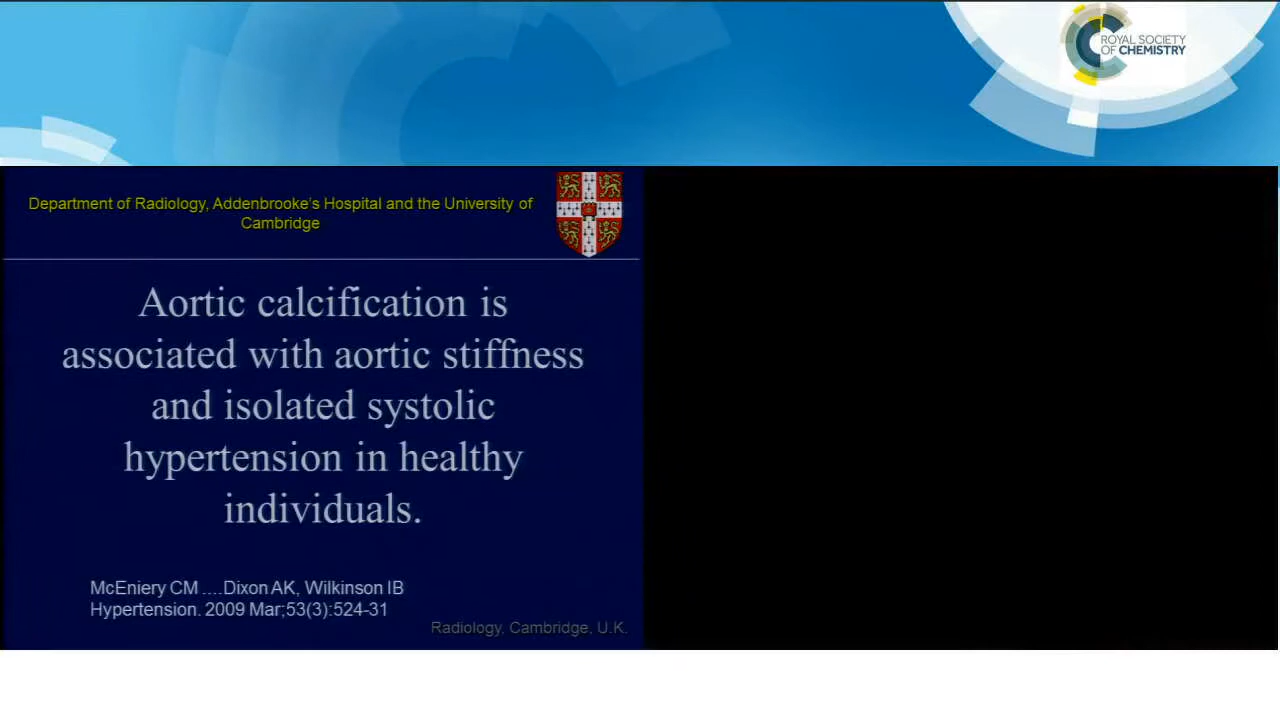 ROYAL SOCIETY
OF CHEMISTRY
Department of Radiology, Addenbrooke's Hospital and the University of
Cambridge
Aortic calcification is
associated with aortic stiffness
and isolated systolic
hypertension in healthy
individuals.
McEniery CM ....Dixon AK, Wilkinson IB
Hypertension. 2009 Mar;53(3):524-31
Radiology, Cambridge, U.K.